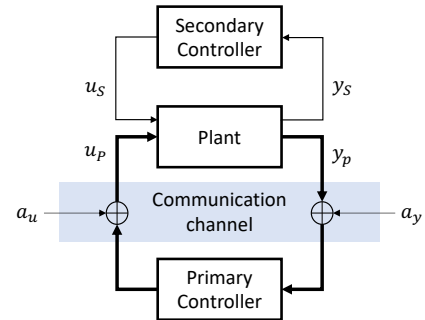 Secondary
Controller
u_S
y_S
Plant
u_P
y_p
Communication
channel
a_u
a_y
Primary
Controller